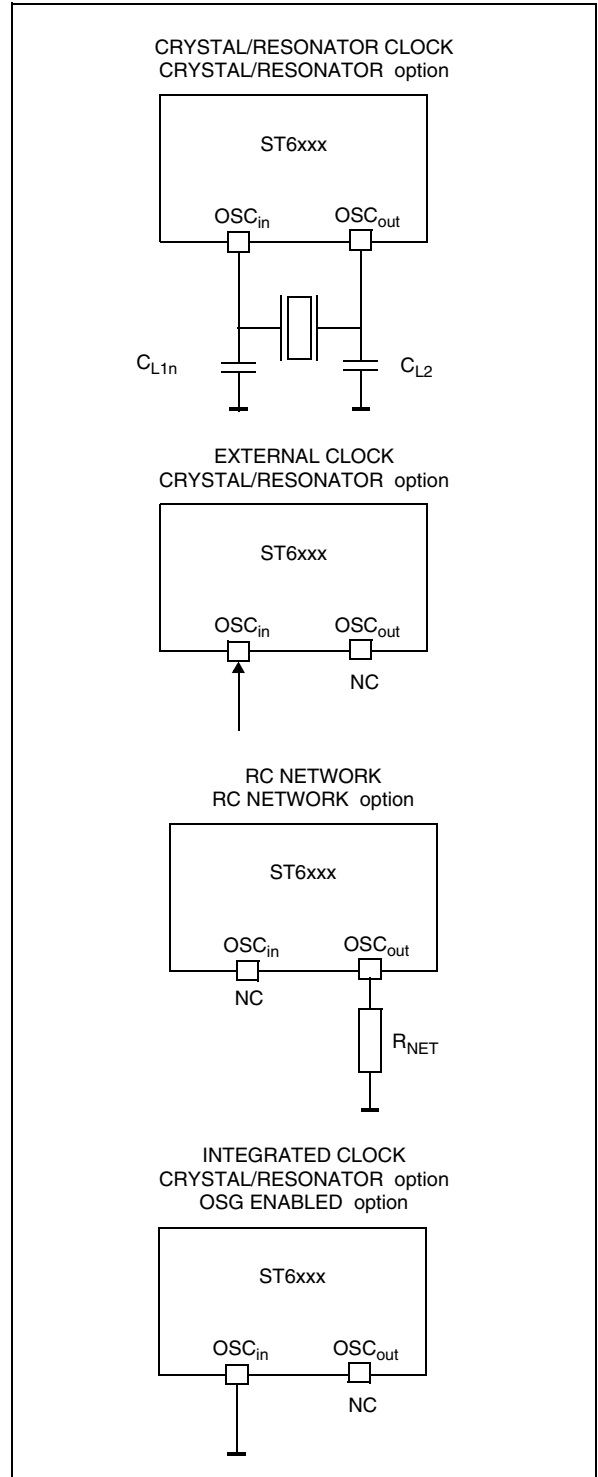 CRYSTAL/RESONATOR CLOCK
CRYSTAL/RESONATOR option
ST6xxx
OSCin OSCout
CL1n CL2
EXTERNAL CLOCK
CRYSTAL/RESONATOR option
ST6xxx
OSCin OSCout
NC
RC NETWORK
RC NETWORK option
ST6xxx
OSCin OSCout
NC
RNET
INTEGRATED CLOCK
CRYSTAL/RESONATOR option
OSG ENABLED option
ST6xxx
OSCin OSCout
NC